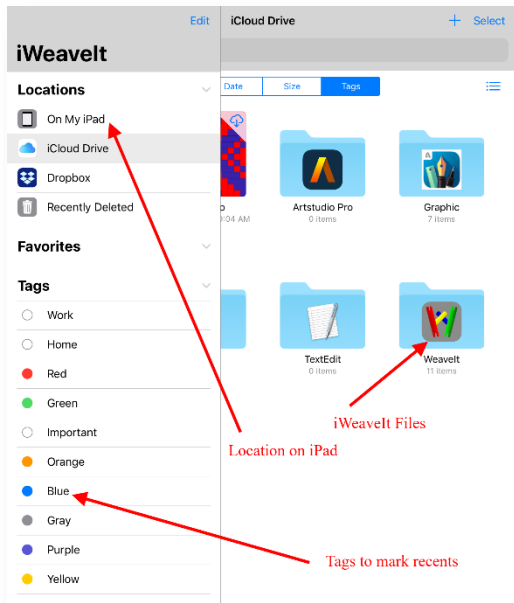 Edit
iWeaveIt
Locations
On My iPad
iCloud Drive
Dropbox
Recently Deleted
Favorites
Tags
Work
Home
Red
Green
Important
Orange
Blue
Gray
Purple
Yellow
iCloud Drive
+ Select
Date Size Tags
Artstudio Pro
0 items
Graphic
7 items
TextEdit
0 items
WeaveIt
11 items
iWeaveIt Files
Location on iPad
Tags to mark recents